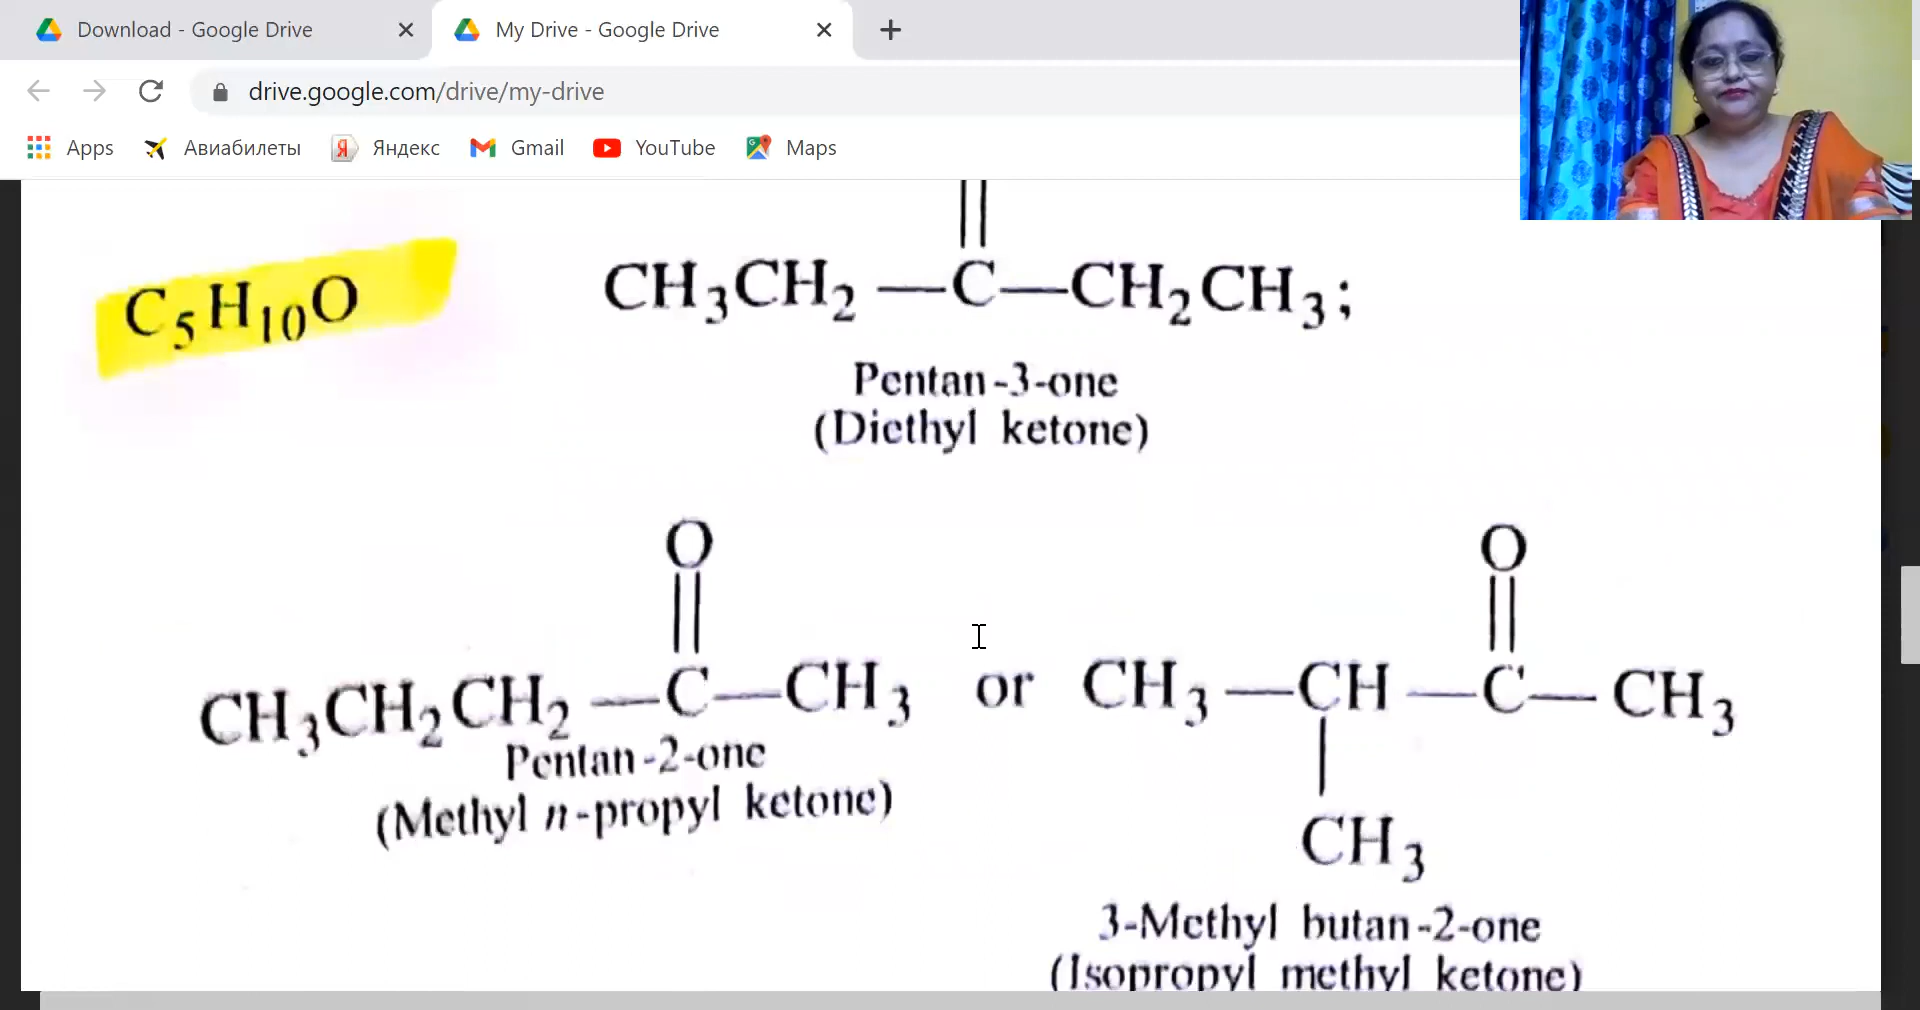 Download - Google Drive
My Drive - Google Drive
drive.google.com/drive/my-drive
Apps
Авиабилеты
Я
Яндекс
Gmail
YouTube
Maps
C5H10O
CH3CH2—C—CH2CH3;
Pentan-3-one
(Diethyl ketone)
O
O
CH3CH2CH2—C—CH3 or CH3—CH—C—CH3
Pentan-2-one
(Methyl n-propyl ketone)
CH3
3-Methyl butan-2-one
(Isopropyl methyl ketone)